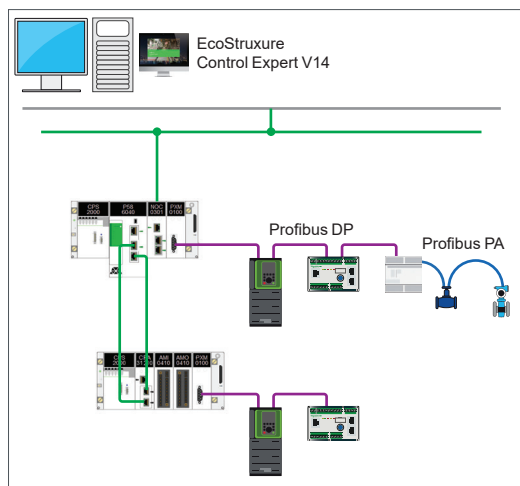 EcoStruxure
Control Expert V14
CPS
2000
P58
6040
NOC
0301
PXM
0100
Profibus DP
Profibus PA
CPS
2000
CRA
31210
AMI
0410
AMO
0410
PXM
0100